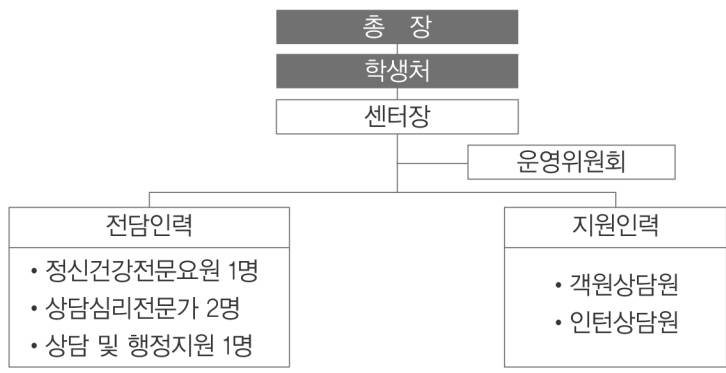 총 장
학생처
센터장
운영위원회
전담인력
• 정신건강전문요원 1명
• 상담심리전문가 2명
• 상담 및 행정지원 1명
지원인력
• 객원상담원
• 인턴상담원